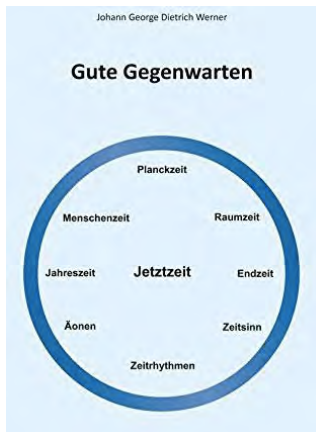 Johann George Dietrich Werner
Gute Gegenwarten
Planckzeit
Menschenzeit
Raumzeit
Jahreszeit
Jetztzeit
Endzeit
Äonen
Zeitsinn
Zeitrhythmen